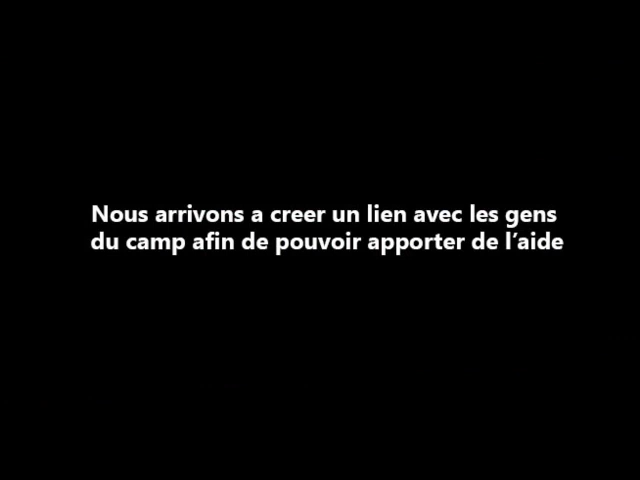 Nous arrivons a creer un lien avec les gens
du camp afin de pouvoir apporter de l’aide